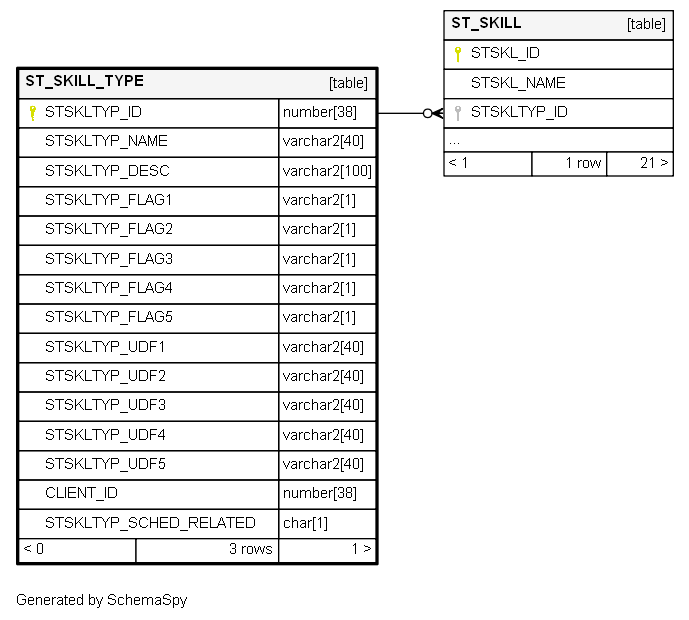 ST_SKILL_TYPE [table]
STSKLTYP_ID number[38]
STSKLTYP_NAME varchar2[40]
STSKLTYP_DESC varchar2[100]
STSKLTYP_FLAG1 varchar2[1]
STSKLTYP_FLAG2 varchar2[1]
STSKLTYP_FLAG3 varchar2[1]
STSKLTYP_FLAG4 varchar2[1]
STSKLTYP_FLAG5 varchar2[1]
STSKLTYP_UDF1 varchar2[40]
STSKLTYP_UDF2 varchar2[40]
STSKLTYP_UDF3 varchar2[40]
STSKLTYP_UDF4 varchar2[40]
STSKLTYP_UDF5 varchar2[40]
CLIENT_ID number[38]
STSKLTYP_SCHED_RELATED char[1]
< 0 3 rows 1 >
ST_SKILL [table]
STSKL_ID
STSKL_NAME
STSKLTYP_ID
...
< 1 1 row 21 >
Generated by SchemaSpy